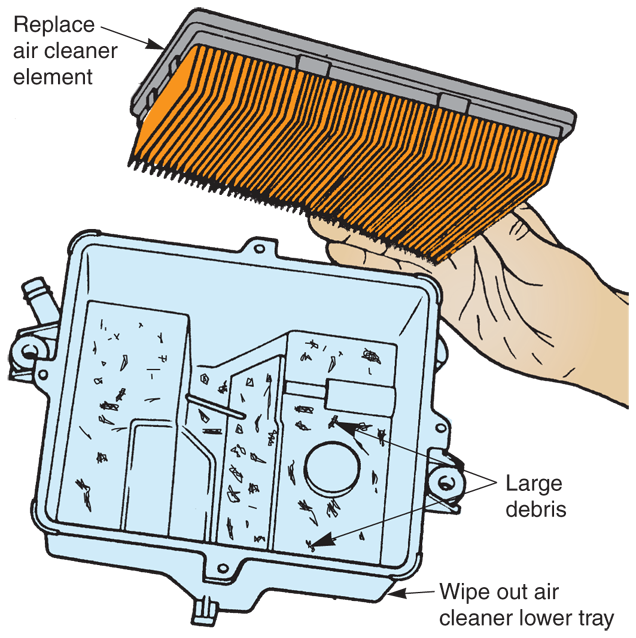 Replace
air cleaner
element
Large
debris
Wipe out air
cleaner lower tray